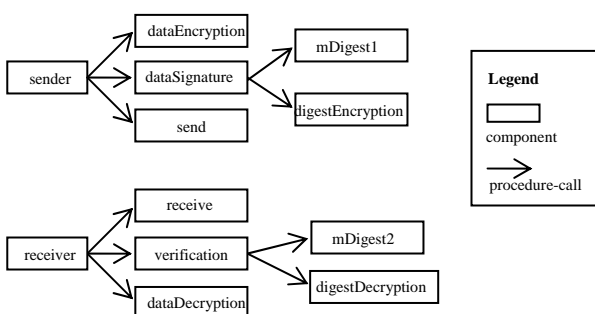 dataEncryption
mDigest1
sender
dataSignature
digestEncryption
send
Legend
component
procedure-call
receive
mDigest2
receiver
verification
digestDecryption
dataDecryption